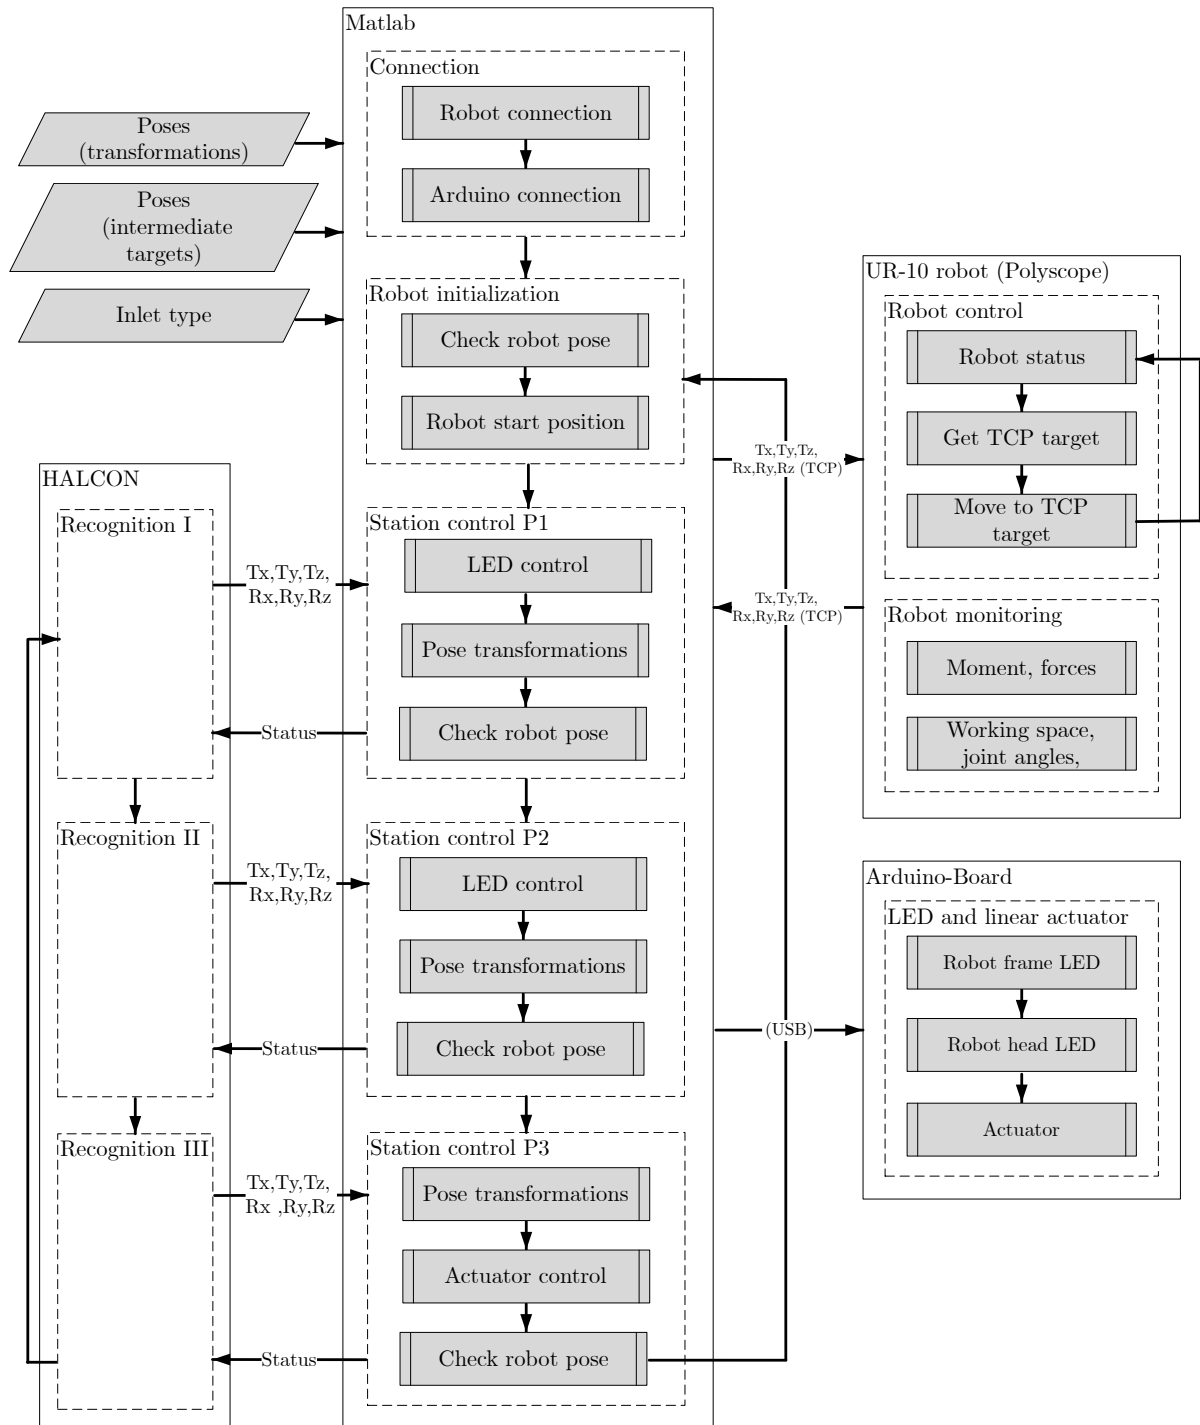 Matlab
Connection
Robot connection
Arduino connection
Poses
(transformations)
Poses
(intermediate
targets)
Inlet type
Robot initialization
Check robot pose
Robot start position
HALCON
Recognition I
Tx,Ty,Tz,
Rx,Ry,Rz
Status
Station control P1
LED control
Pose transformations
Check robot pose
Recognition II
Tx,Ty,Tz,
Rx,Ry,Rz
Status
Station control P2
LED control
Pose transformations
Check robot pose
Recognition III
Tx,Ty,Tz,
Rx ,Ry,Rz
Status
Station control P3
Pose transformations
Actuator control
Check robot pose
Tx,Ty,Tz,
Rx,Ry,Rz (TCP)
Tx,Ty,Tz,
Rx,Ry,Rz (TCP)
(USB)
UR-10 robot (Polyscope)
Robot control
Robot status
Get TCP target
Move to TCP
target
Robot monitoring
Moment, forces
Working space,
joint angles,
Arduino-Board
LED and linear actuator
Robot frame LED
Robot head LED
Actuator